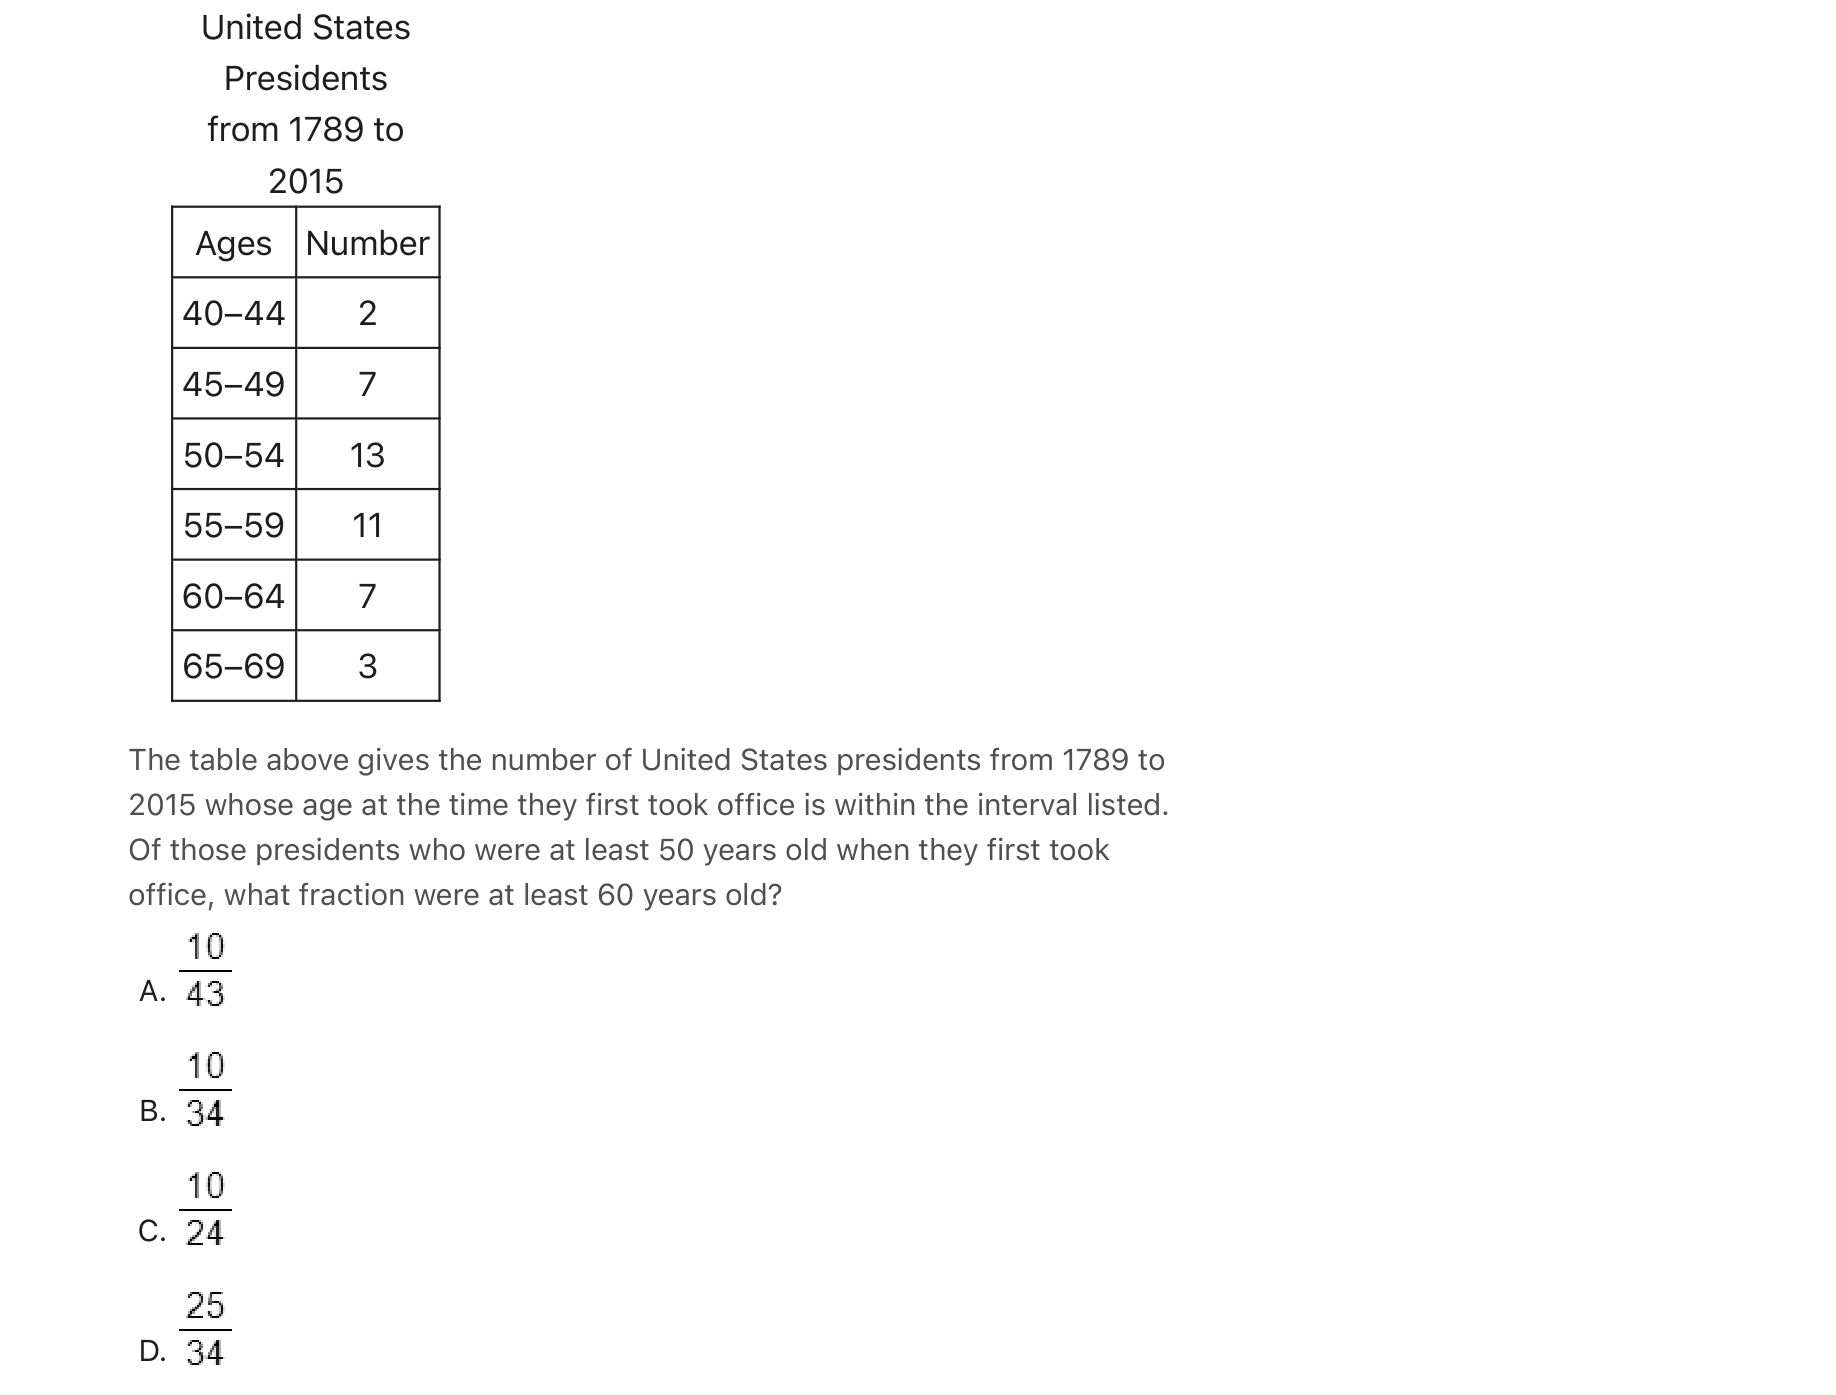 United States
Presidents
from 1789 to
2015
Ages Number
40–44 2
45–49 7
50–54 13
55–59 11
60–64 7
65–69 3
The table above gives the number of United States presidents from 1789 to
2015 whose age at the time they first took office is within the interval listed.
Of those presidents who were at least 50 years old when they first took
office, what fraction were at least 60 years old?
A. 10/43
B. 10/34
C. 10/24
D. 25/34